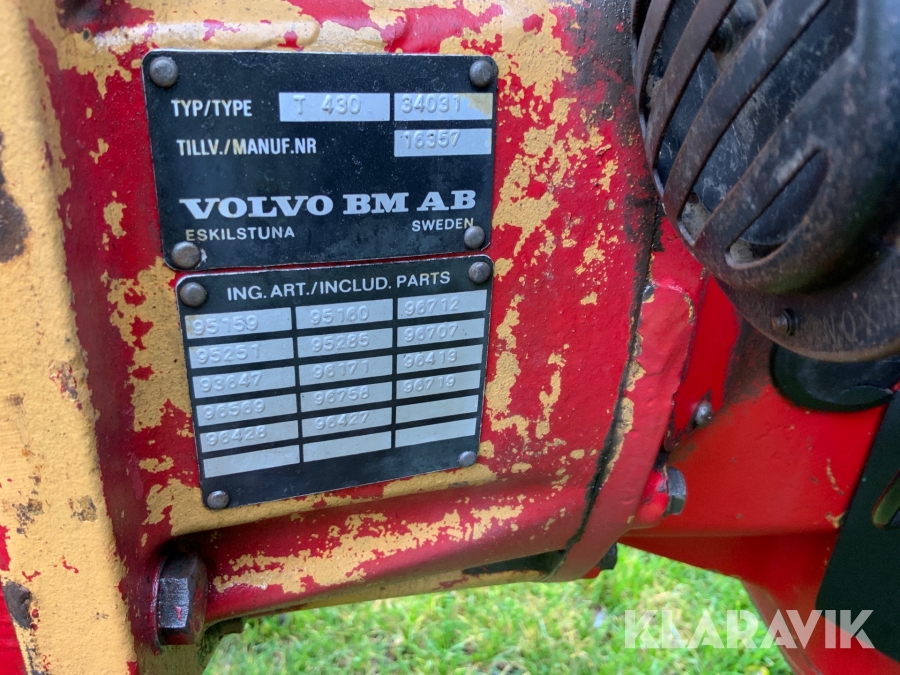 TYP/TYPE T 430 34031
TILLV./MANUF.NR 16357
VOLVO BM AB
ESKILSTUNA SWEDEN
ING. ART./INCLUD. PARTS
95159 95160 96712
95251 95285 96707
93647 96171 96413
96569 96758 96719
96428 96427
KLARAVIK